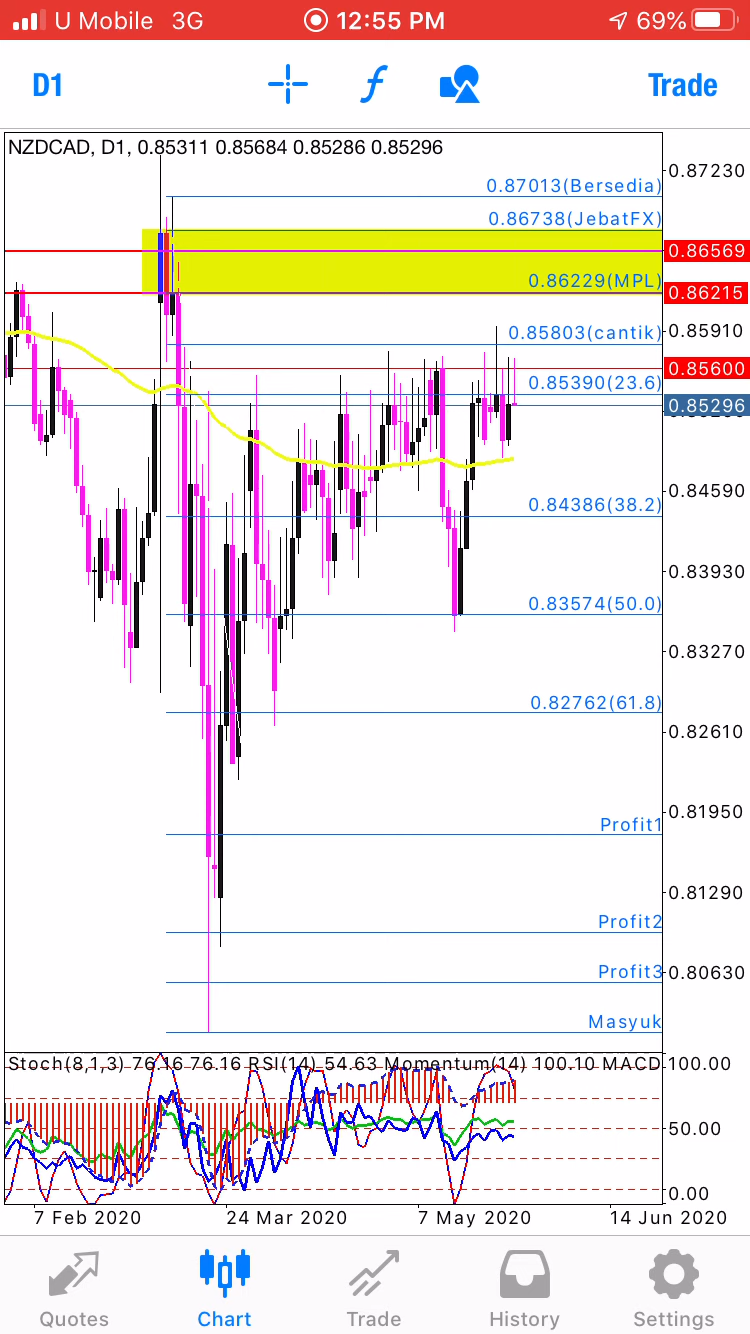 U Mobile 3G 12:55 PM 69%
D1 f Trade
NZDCAD, D1, 0.85311 0.85684 0.85286 0.85296
0.87230
0.87013(Bersedia)
0.86738(JebatFX)
0.86569
0.86229(MPL)
0.86215
0.85910
0.85803(cantik)
0.85600
0.85390(23.6)
0.85296
0.84590
0.84386(38.2)
0.83930
0.83574(50.0)
0.83270
0.82762(61.8)
0.82610
0.81950
Profit1
0.81290
Profit2
0.80630
Profit3
Masyuk
Stoch(8,1,3) 76.16 76.16 RSI(14) 54.63 Momentum(14) 100.10 MACD 100.00
50.00
0.00
7 Feb 2020 24 Mar 2020 7 May 2020 14 Jun 2020
Quotes Chart Trade History Settings